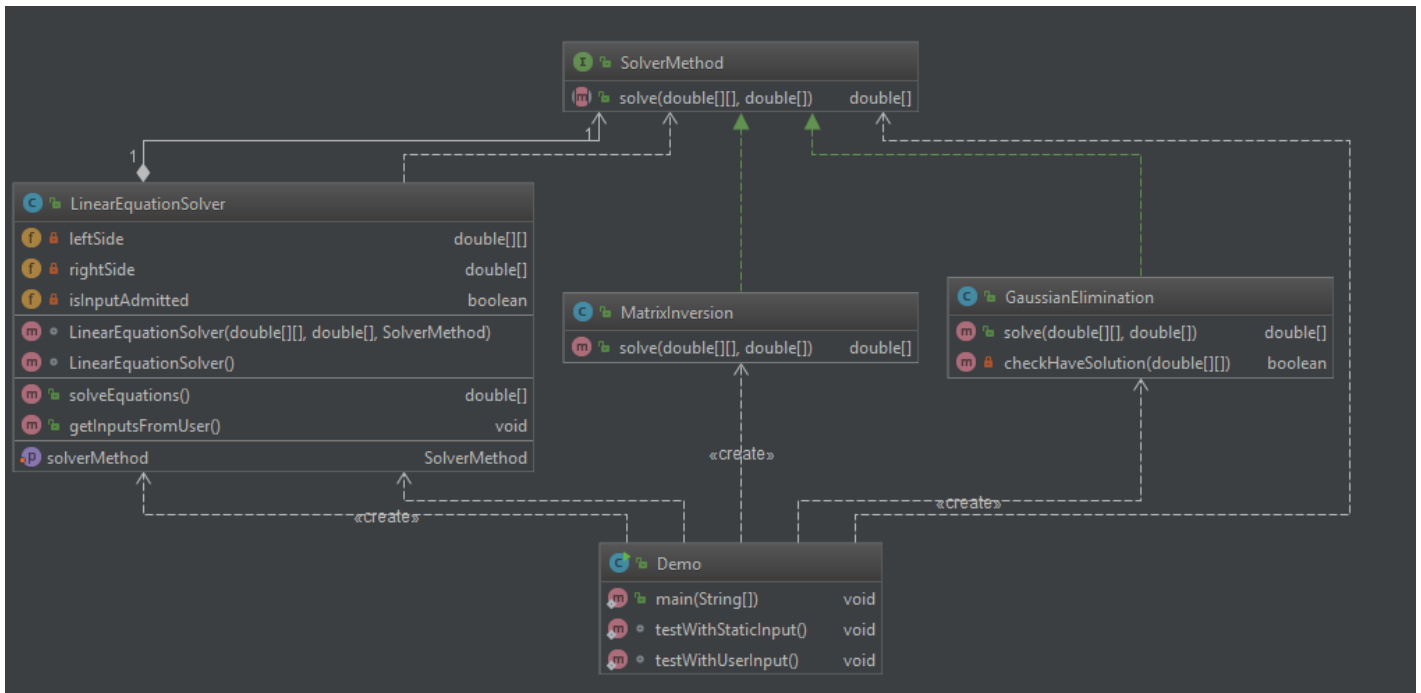 SolverMethod
solve(double[][], double[]) double[]
1
1
LinearEquationSolver
leftSide double[][]
rightSide double[]
isInputAdmitted boolean
LinearEquationSolver(double[][], double[], SolverMethod)
LinearEquationSolver()
solveEquations() double[]
getInputsFromUser() void
solverMethod SolverMethod
MatrixInversion
solve(double[][], double[]) double[]
GaussianElimination
solve(double[][], double[]) double[]
checkHaveSolution(double[][]) boolean
«create»
«create»
«create»
Demo
main(String[]) void
testWithStaticInput() void
testWithUserInput() void